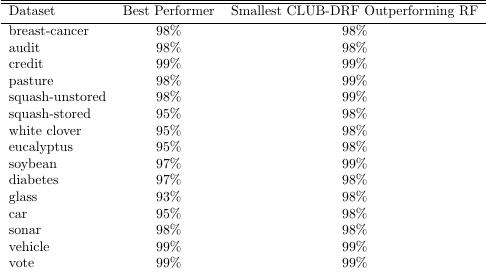 Dataset Best Performer Smallest CLUB-DRF Outperforming RF
breast-cancer 98% 98%
audit 98% 98%
credit 99% 99%
pasture 98% 99%
squash-unstored 98% 99%
squash-stored 95% 98%
white clover 95% 98%
eucalyptus 95% 98%
soybean 97% 99%
diabetes 97% 98%
glass 93% 98%
car 95% 98%
sonar 98% 98%
vehicle 99% 99%
vote 99% 99%